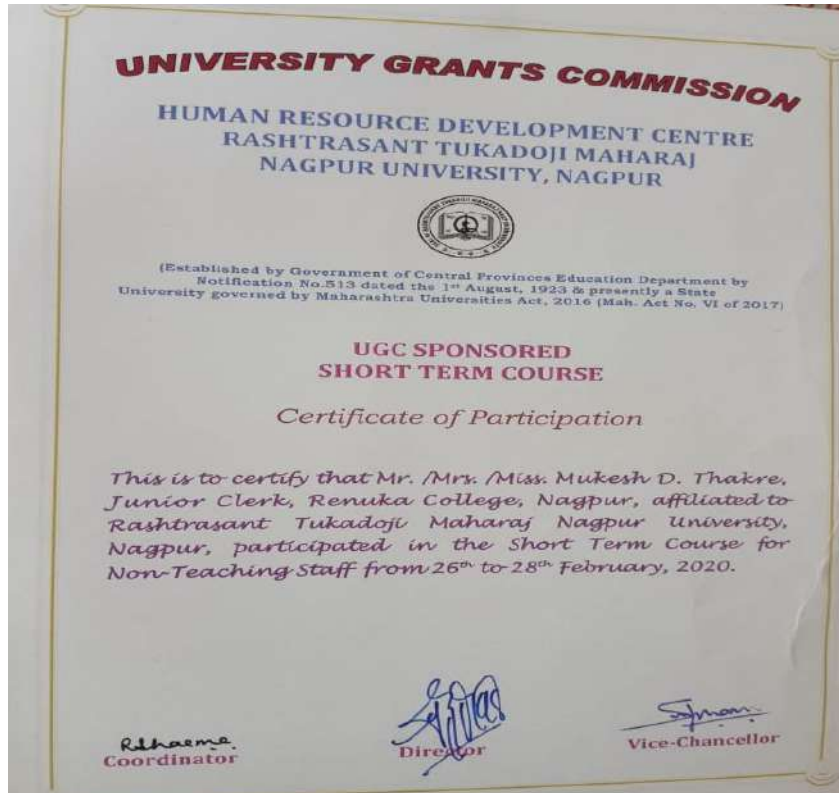 UNIVERSITY GRANTS COMMISSION
HUMAN RESOURCE DEVELOPMENT CENTRE
RASHTRASANT TUKADOJI MAHARAJ
NAGPUR UNIVERSITY, NAGPUR
(Established by Government of Central Provinces Education Department by
Notification No.513 dated the 1st August, 1923 & presently a State
University governed by Maharashtra Universities Act, 2016 (Mah. Act No. VI of 2017)
UGC SPONSORED
SHORT TERM COURSE
Certificate of Participation
This is to certify that Mr. /Mrs. /Miss. Mukesh D. Thakre,
Junior Clerk, Renuka College, Nagpur, affiliated to
Rashtrasant Tukadoji Maharaj Nagpur University,
Nagpur, participated in the Short Term Course for
Non-Teaching Staff from 26th to 28th February, 2020.
Coordinator
Director
Vice-Chancellor